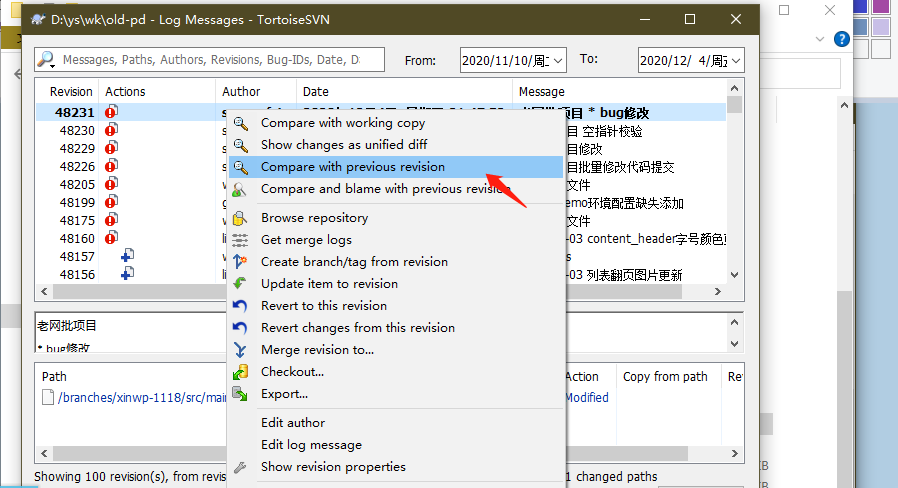 D:\ys\wk\old-pd - Log Messages - TortoiseSVN
Messages, Paths, Authors, Revisions, Bug-IDs, Date, D
From:
2020/11/10/周
To:
2020/12/ 4/周五
Revision Actions Author Date Message
48231 * bug修改
48230 空指针校验
48229 目修改
48226 目批量修改代码提交
48205 文件
48199 emo环境配置缺失添加
48175 文件
48160 li -03 content_header字号颜色
48157
48156 li -03 列表翻页图片更新
Compare with working copy
Show changes as unified diff
Compare with previous revision
Compare and blame with previous revision
Browse repository
Get merge logs
Create branch/tag from revision
Update item to revision
Revert to this revision
Revert changes from this revision
Merge revision to...
Checkout...
Export...
Edit author
Edit log message
Show revision properties
老网批项目
* bug修改
Path Action Copy from path Re
/branches/xinwp-1118/src/mai Modified
Showing 100 revision(s), from revis
1 changed paths